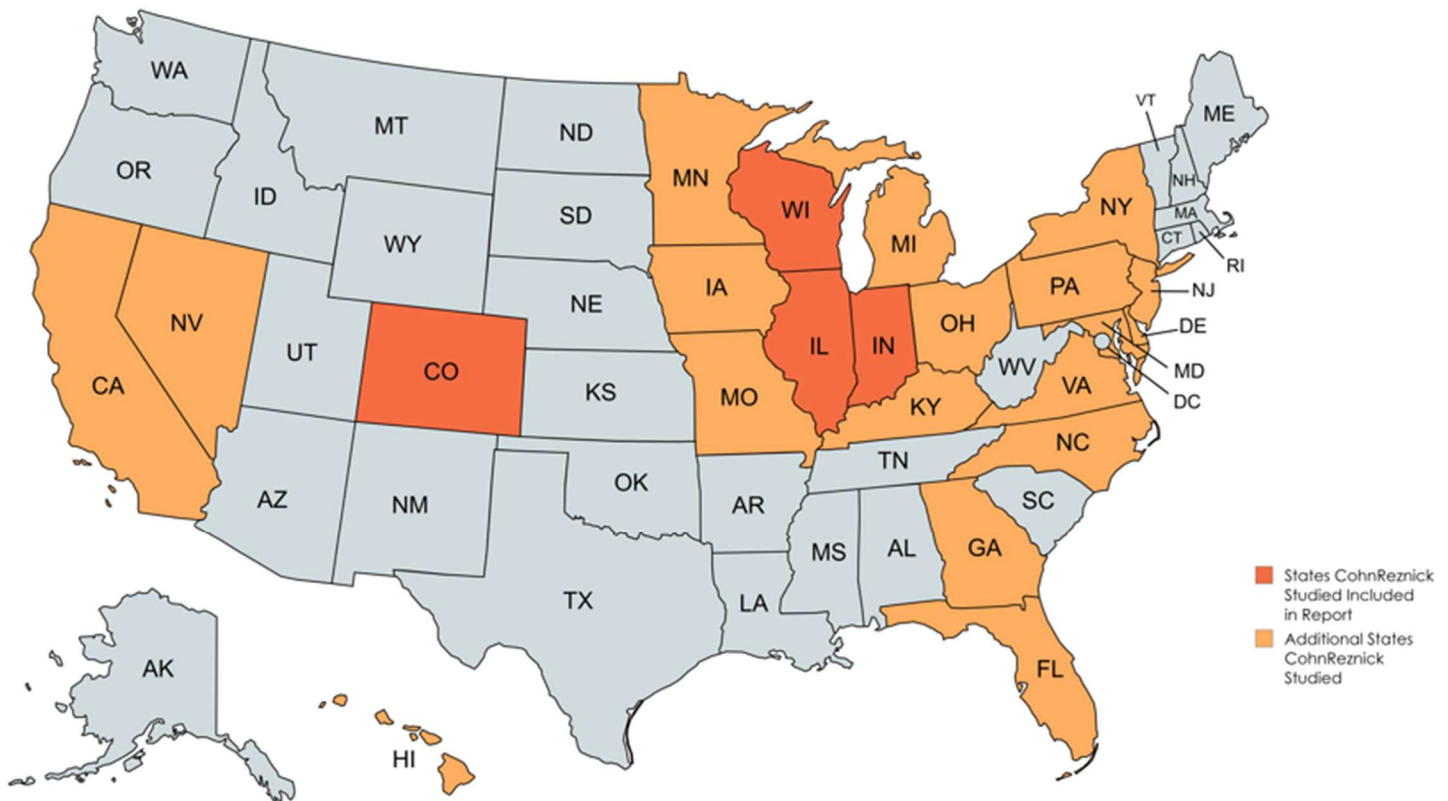 WA
MT
ND
MN
VT
ME
OR
ID
SD
WI
NH
NY
MA
WY
MI
CT
RI
IA
NE
PA
NJ
NV
OH
DE
UT
CO
IL
IN
MD
CA
KS
MO
WV
VA
DC
KY
NC
TN
OK
AZ
NM
AR
SC
MS
AL
GA
TX
LA
States CohnReznick
Studied Included
in Report
Additional States
CohnReznick
Studied
AK
FL
HI